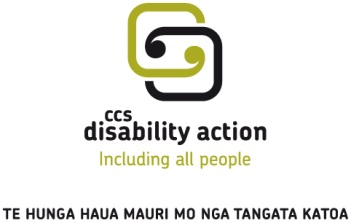 ccs
disability action
Including all people
TE HUNGA HAUA MAURI MO NGA TANGATA KATOA